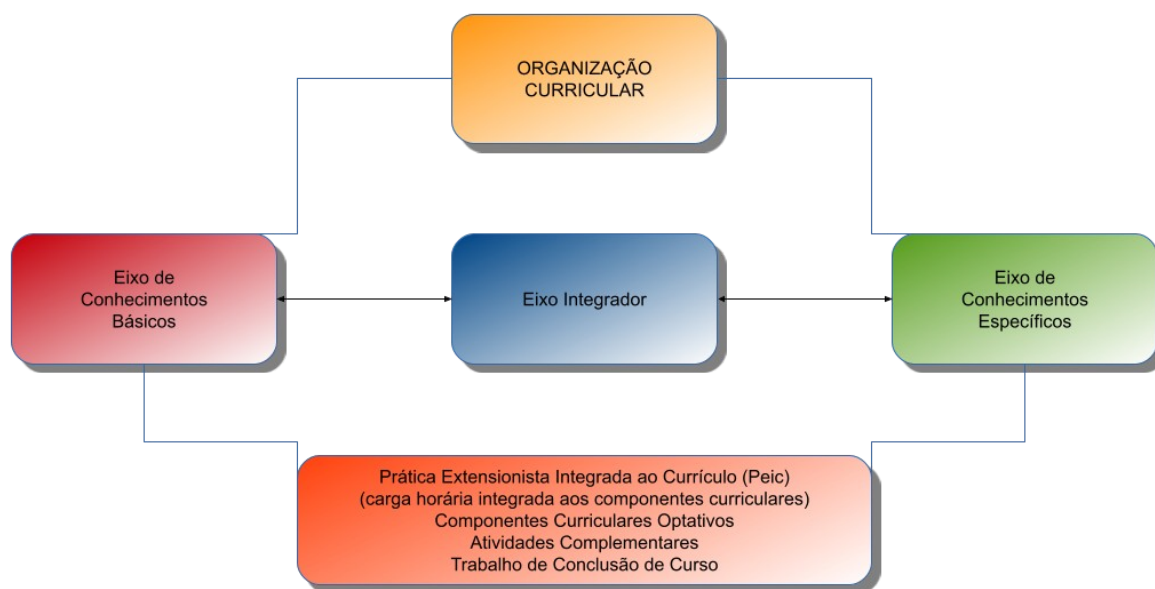 ORGANIZAÇÃO
CURRICULAR
Eixo de
Conhecimentos
Básicos
Eixo Integrador
Eixo de
Conhecimentos
Específicos
Prática Extensionista Integrada ao Currículo (Peic)
(carga horária integrada aos componentes curriculares)
Componentes Curriculares Optativos
Atividades Complementares
Trabalho de Conclusão de Curso